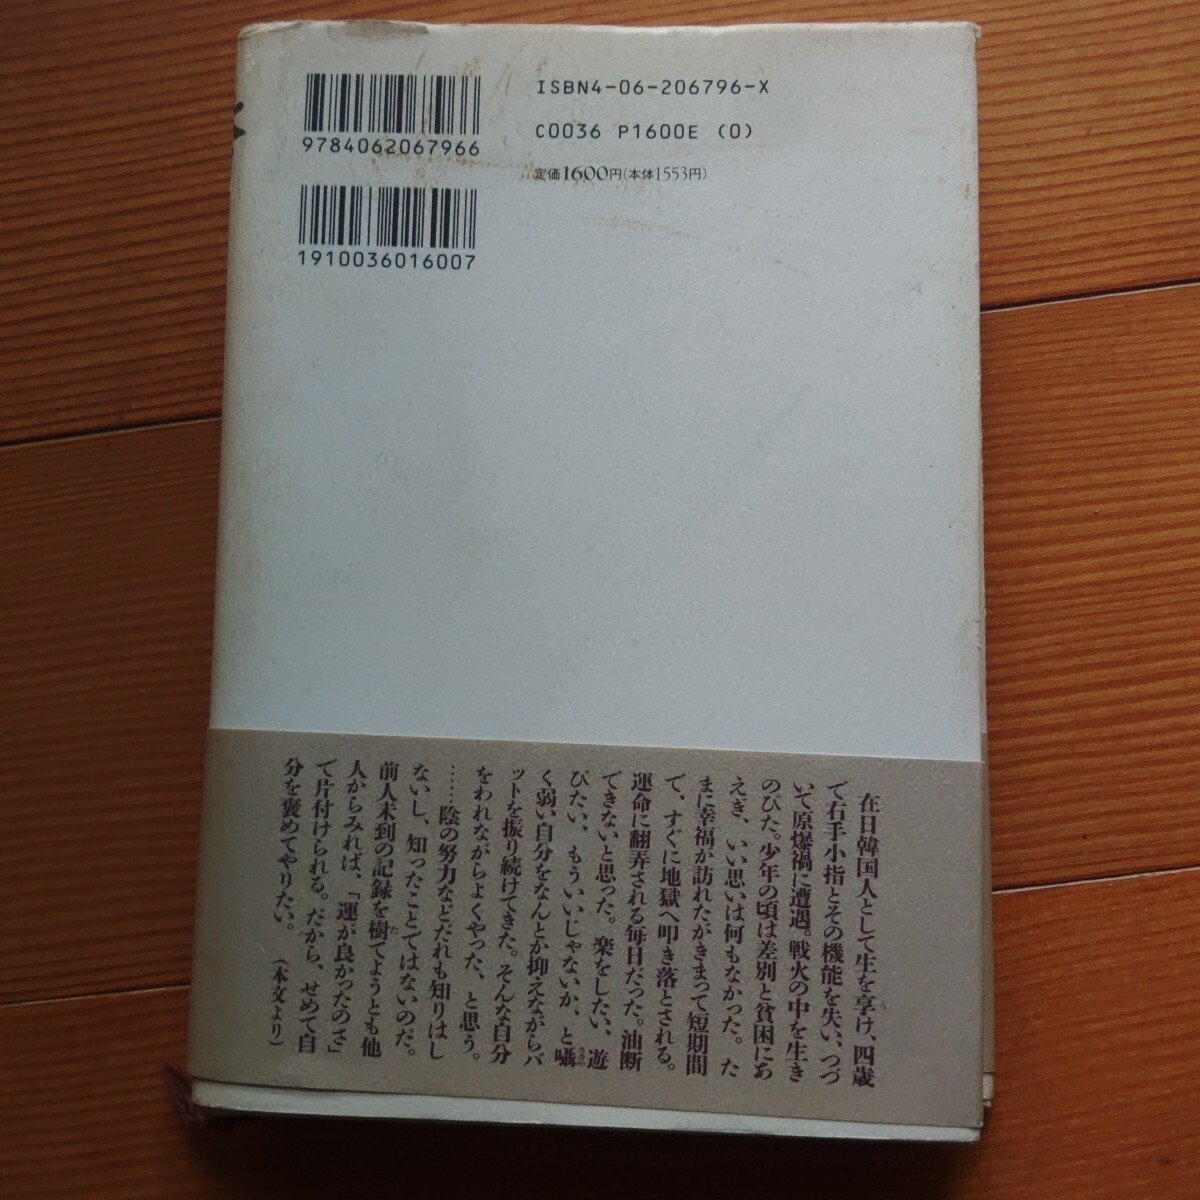 ISBN4-06-206796-X
C0036 P1600E (0)
定価1600円(本体1553円)
9784062067966
1910036016007
在日韓国人として生を享け、四歳
で右手小指とその機能を失い、つづ
いて原爆禍に遭遇。戦火の中を生き
のびた。少年の頃は差別と貧困にあ
えぎ、いい思いは何もなかった。た
まに幸福が訪れたがきまって短期間
で、すぐに地獄へ叩き落とされる。
運命に翻弄される毎日だった。油断
できないと思った。楽をしたい、遊
びたい、もういいじゃないか、と囁
く弱い自分をなんとか抑えながらバ
ットを振り続けてきた。そんな自分
をわれながらよくやった、と思う。
……陰の努力などだれも知りはし
ないし、知ったことではないのだ。
前人未到の記録を樹てようとも他
人からみれば、「運が良かったのさ」
で片付けられる。だから、せめて自
分を褒めてやりたい。
(本文より)